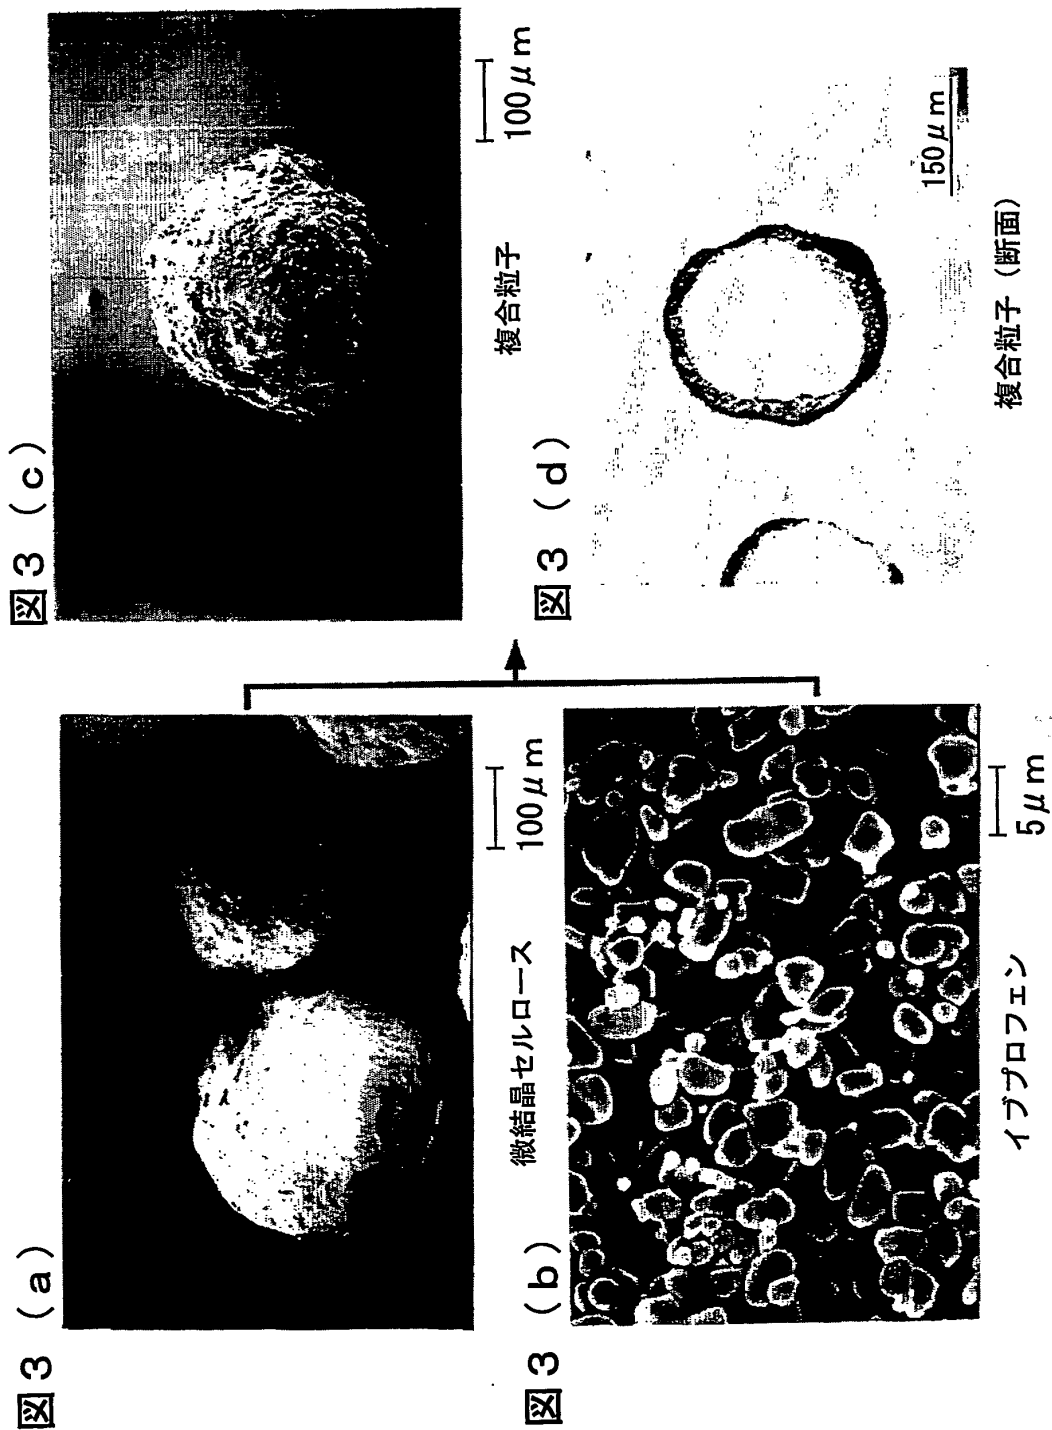 図3 (a)
100μm
微結晶セルロース
図3 (b)
5μm
イブプロフェン
図3 (c)
100μm
複合粒子
図3 (d)
150μm
複合粒子 (断面)